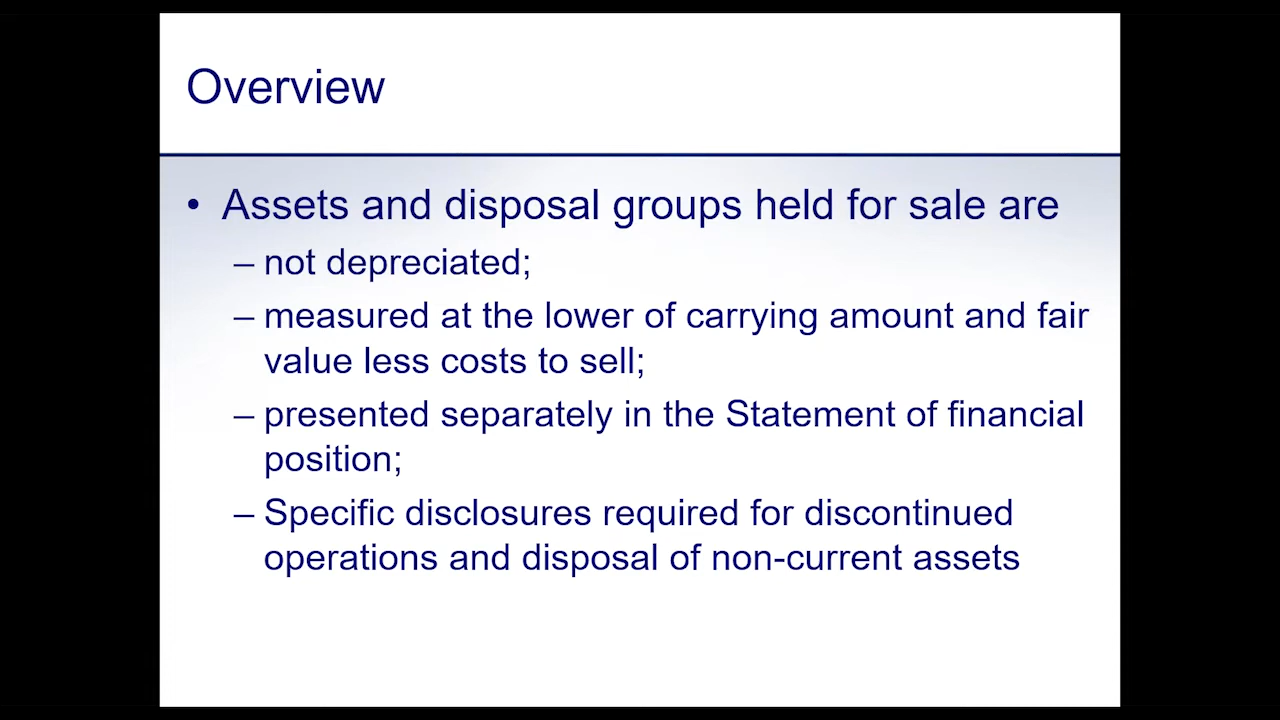 Overview
• Assets and disposal groups held for sale are
– not depreciated;
– measured at the lower of carrying amount and fair
value less costs to sell;
– presented separately in the Statement of financial
position;
– Specific disclosures required for discontinued
operations and disposal of non-current assets